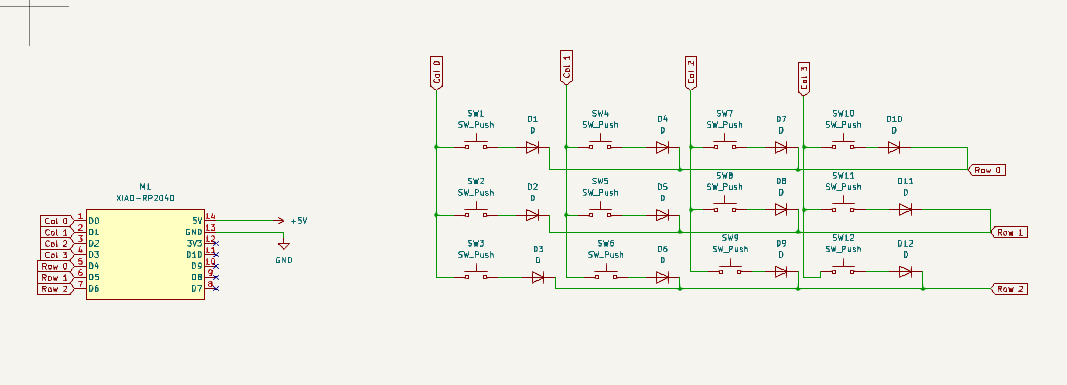 Col 0
Col 1
Col 2
Col 3
SW1
SW_Push
D1
D
SW4
SW_Push
D4
D
SW7
SW_Push
D7
D
SW10
SW_Push
D10
D
Row 0
SW2
SW_Push
D2
D
SW5
SW_Push
D5
D
SW8
SW_Push
D8
D
SW11
SW_Push
D11
D
Row 1
SW3
SW_Push
D3
D
SW6
SW_Push
D6
D
SW9
SW_Push
D9
D
SW12
SW_Push
D12
D
Row 2
M1
XIAO-RP2040
Col 0 1 D0 5V 14 +5V
Col 1 2 D1 GND 13
Col 2 3 D2 3V3 12
Col 3 4 D3 D10 11
Row 0 5 D4 D9 10
Row 1 6 D5 D8 9
Row 2 7 D6 D7 8
GND